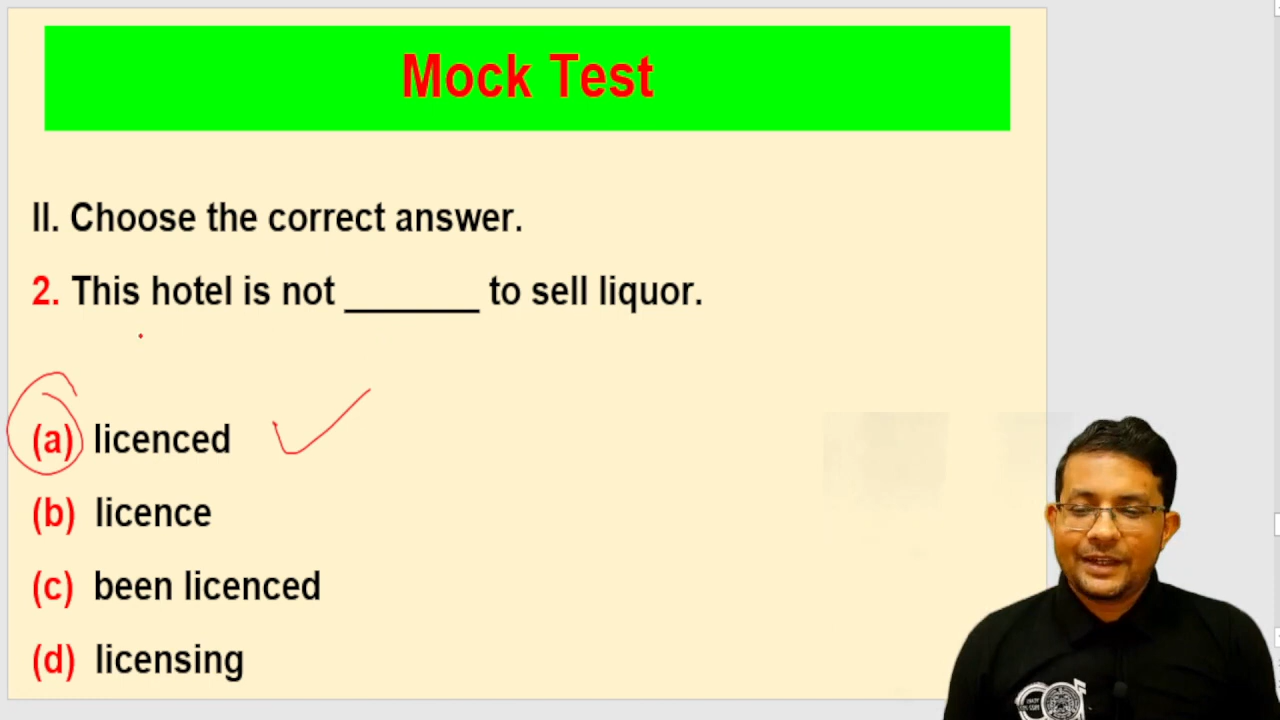 Mock Test
II. Choose the correct answer.
2. This hotel is not _______ to sell liquor.
(a) licenced
(b) licence
(c) been licenced
(d) licensing